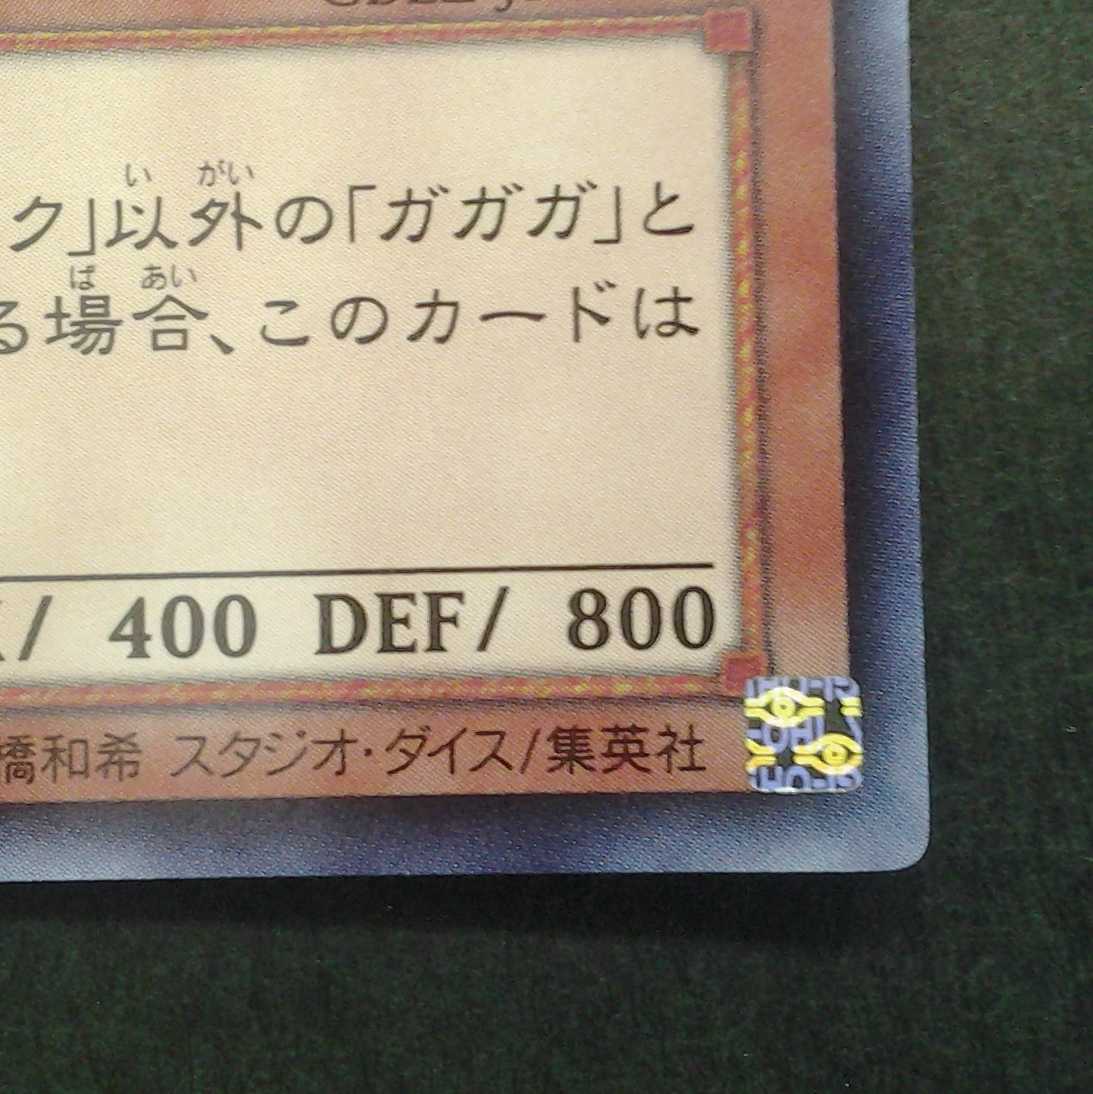 ク」以外の「ガガガ」と
る場合、このカードは
/ 400 DEF/ 800
橋和希 スタジオ・ダイス/集英社